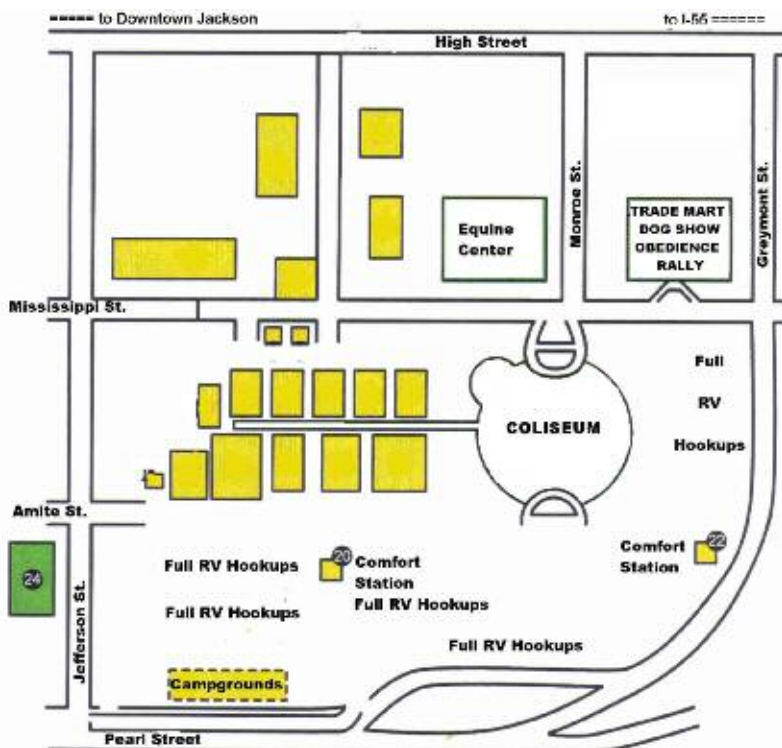 ===== to Downtown Jackson
to I-55 ======
High Street
Monroe St.
Greymont St.
Equine
Center
TRADE MART
DOG SHOW
OBEDIENCE
RALLY
Mississippi St.
Full
RV
Hookups
COLISEUM
Amite St.
24
20
22
Full RV Hookups
Comfort
Station
Comfort
Station
Full RV Hookups
Full RV Hookups
Full RV Hookups
Jefferson St.
Campgrounds
Pearl Street